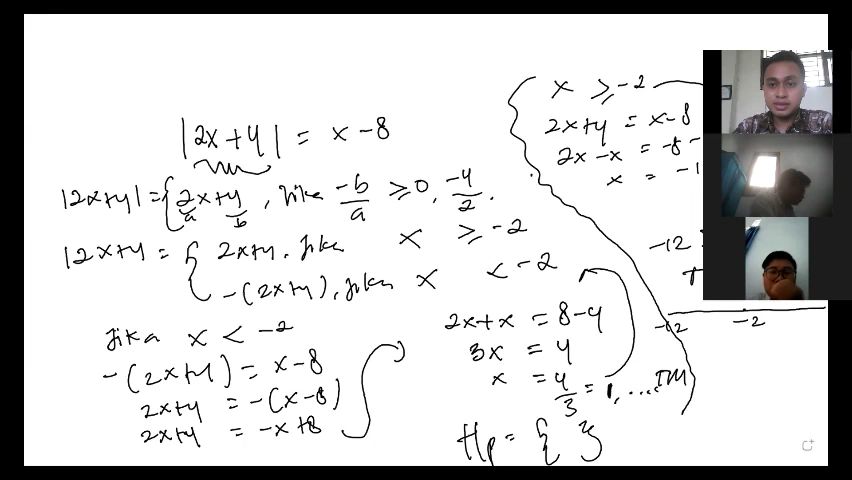 |2x+4| = x-8
|2x+4| = { 2x+4, jika -b/a ≥ 0, -4/2.
a b
|2x+4 = { 2x+4. jika x ≥ -2
-(2x+4), jika x < -2
jika x < -2
-(2x+4) = x-8
2x+4 = -(x-8)
2x+4 = -x+8
2x+x = 8-4
3x = 4
x = 4/3 = 1, .... TM
Hp = { }
x ≥ -2
2x+4 = x-8
2x-x = -8-
x = -1
-12
T
-12 -2